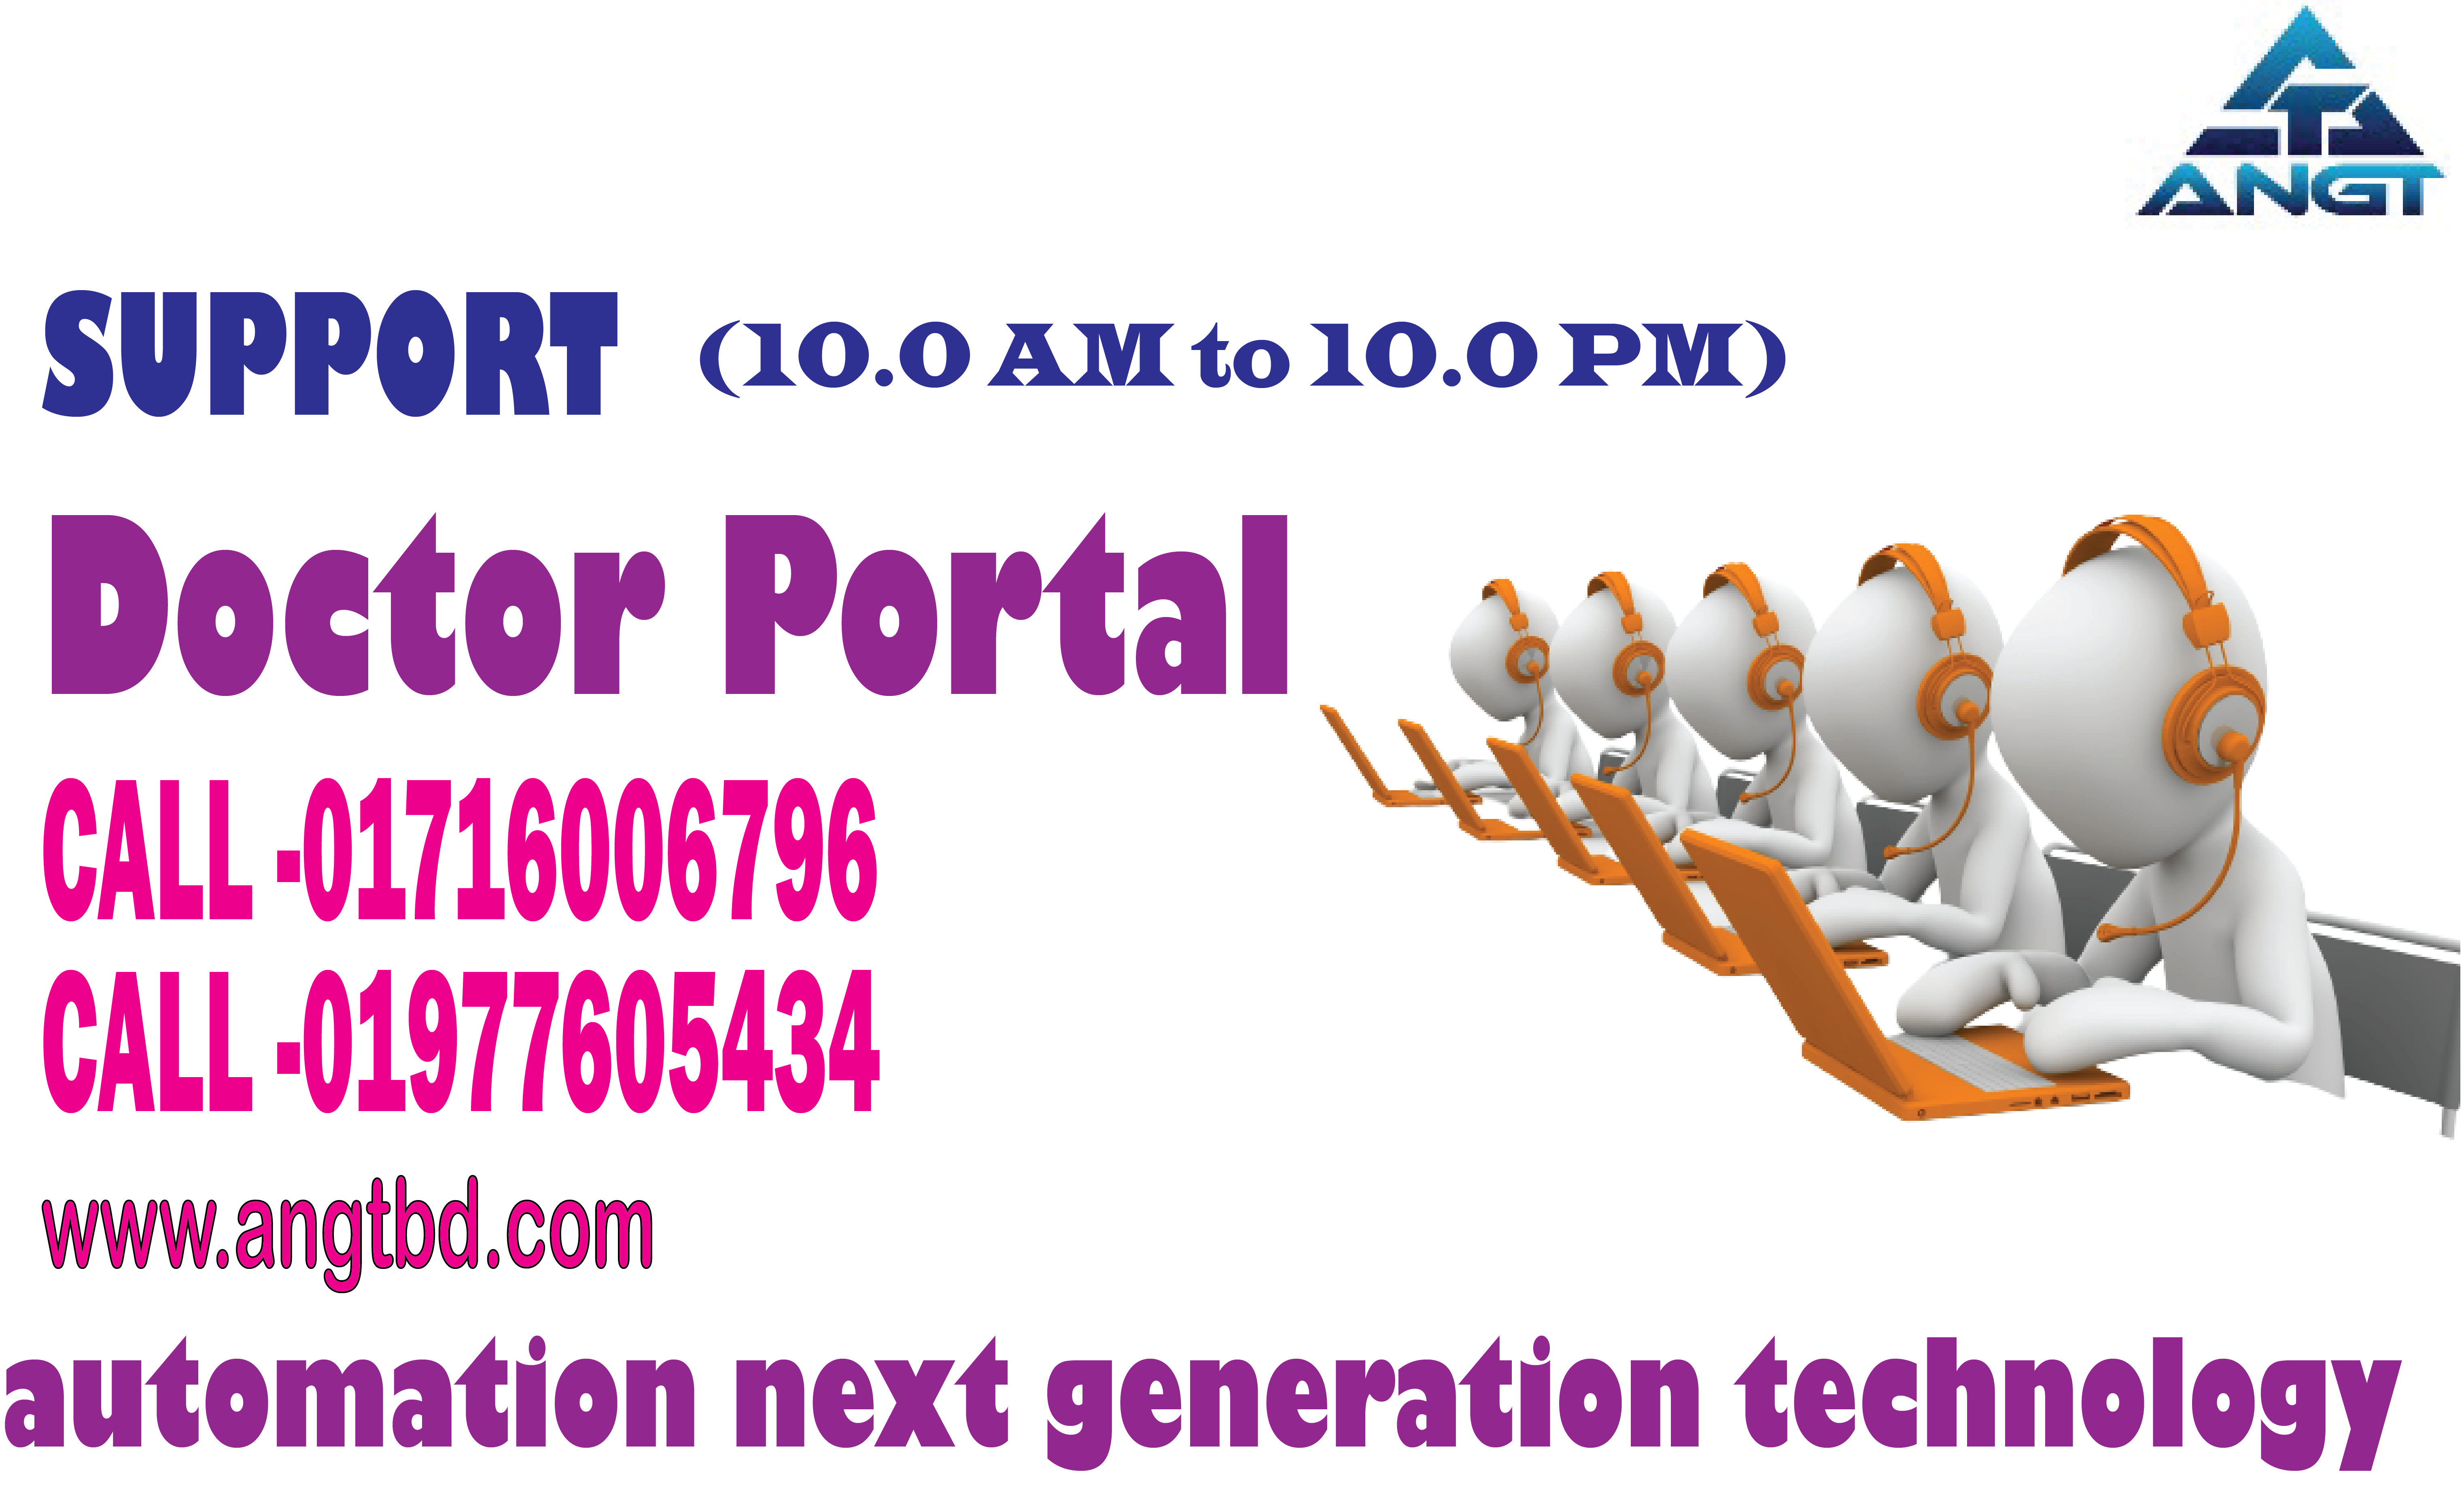 ANGT
SUPPORT (10.0 AM to 10.0 PM)
Doctor Portal
CALL -01716006796
CALL -01977605434
www.angtbd.com
automation next generation technology